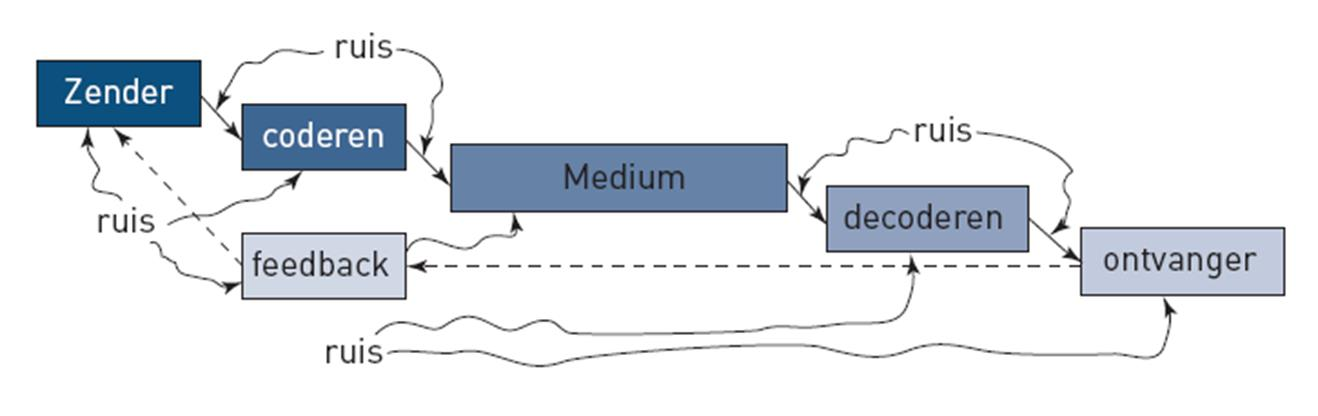 ruis
Zender
coderen
ruis
Medium
decoderen
ruis
feedback
ontvanger
ruis